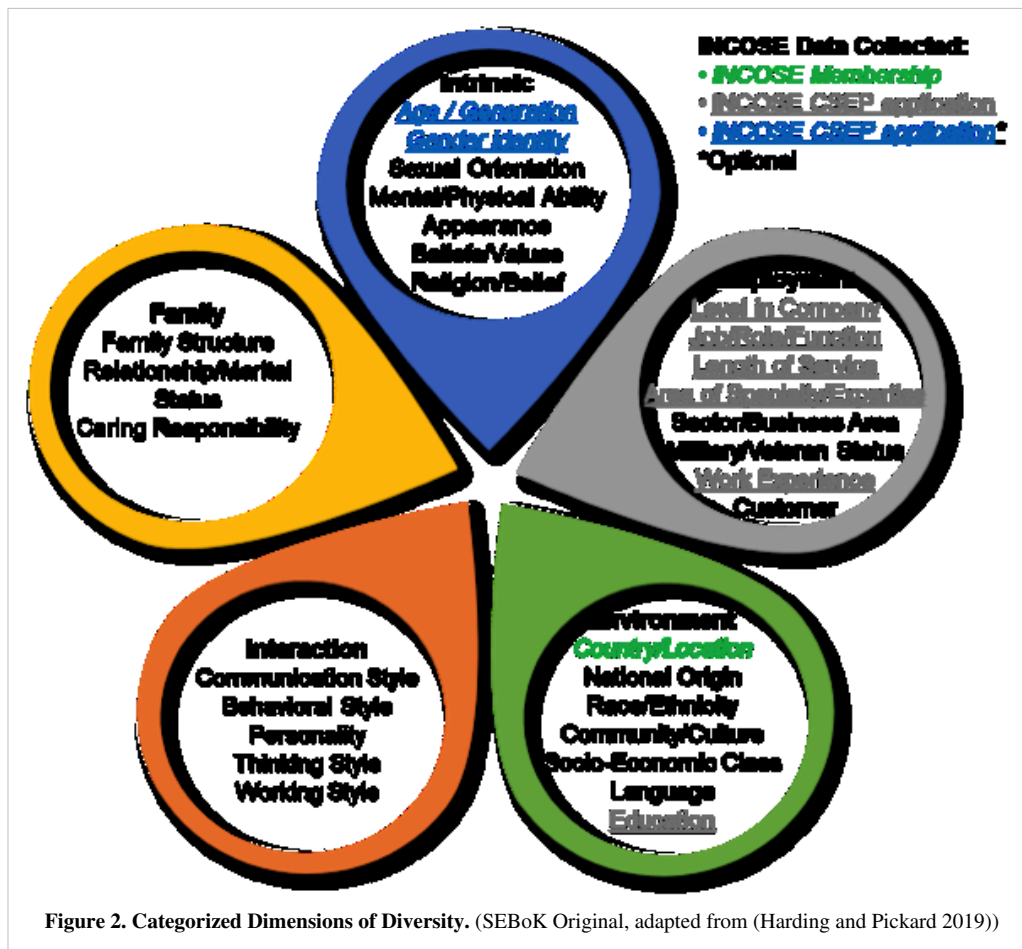 INCOSE Data Collected:
• INCOSE Membership
• INCOSE CSEP application
• INCOSE CSEP application*
*Optional
Intrinsic
Age / Generation
Gender Identity
Sexual Orientation
Mental/Physical Ability
Appearance
Beliefs/Values
Religion/Belief
Family
Family Structure
Relationship/Marital
Status
Caring Responsibility
Level in Company
Job/Role/Function
Length of Service
Area of Specialty/Expertise
Sector/Business Area
Military/Veteran Status
Work Experience
Customer
Interaction
Communication Style
Behavioral Style
Personality
Thinking Style
Working Style
Environment
Country/Location
National Origin
Race/Ethnicity
Community/Culture
Socio-Economic Class
Language
Education
Figure 2. Categorized Dimensions of Diversity. (SEBoK Original, adapted from (Harding and Pickard 2019))